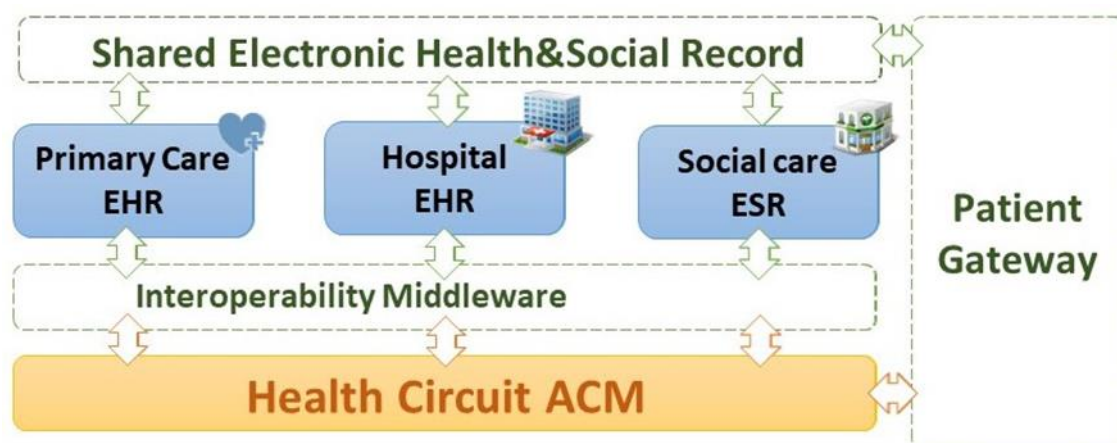 Shared Electronic Health&Social Record
Primary Care
EHR
Hospital
EHR
Social care
ESR
Patient
Gateway
Interoperability Middleware
Health Circuit ACM